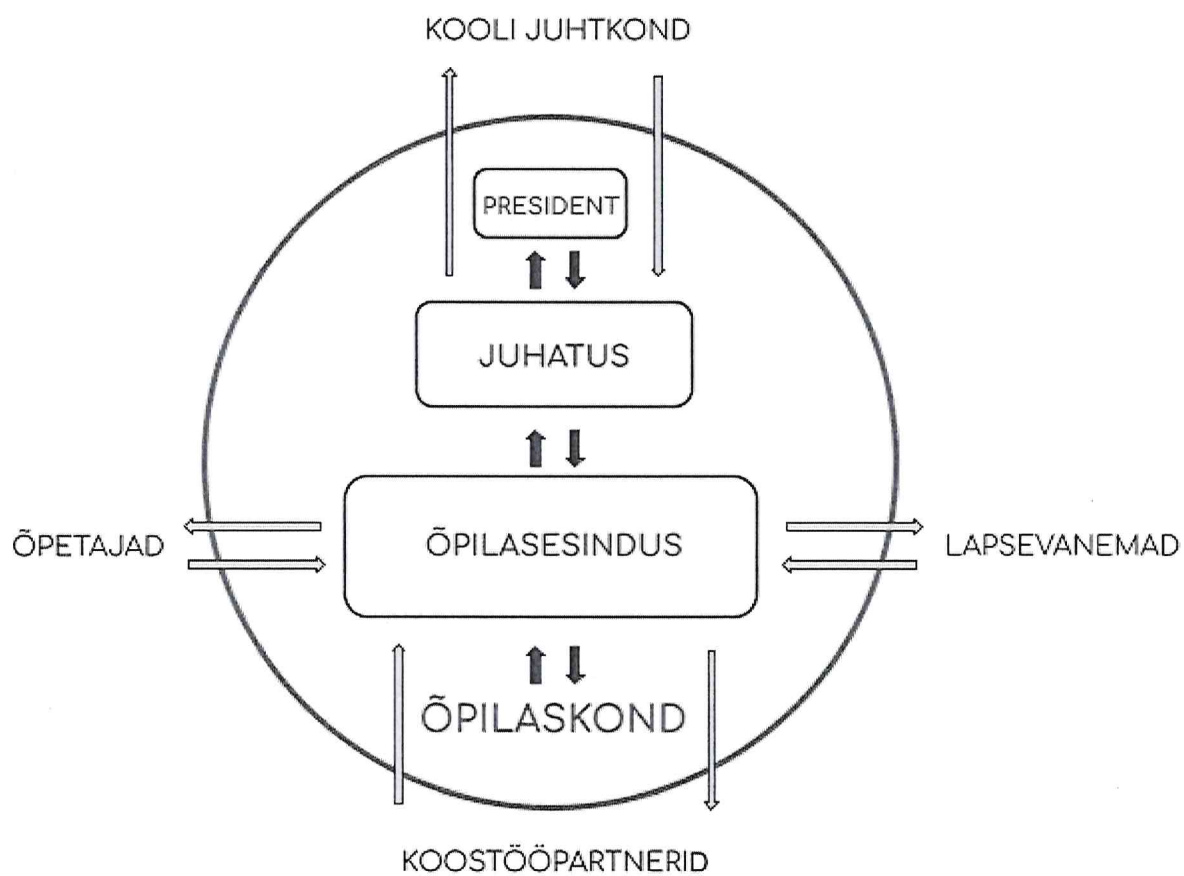 KOOLI JUHTKOND
PRESIDENT
JUHATUS
ÕPETAJAD
ÕPILASESINDUS
LAPSEVANEMAD
ÕPILASKOND
KOOSTÖÖPARTNERID